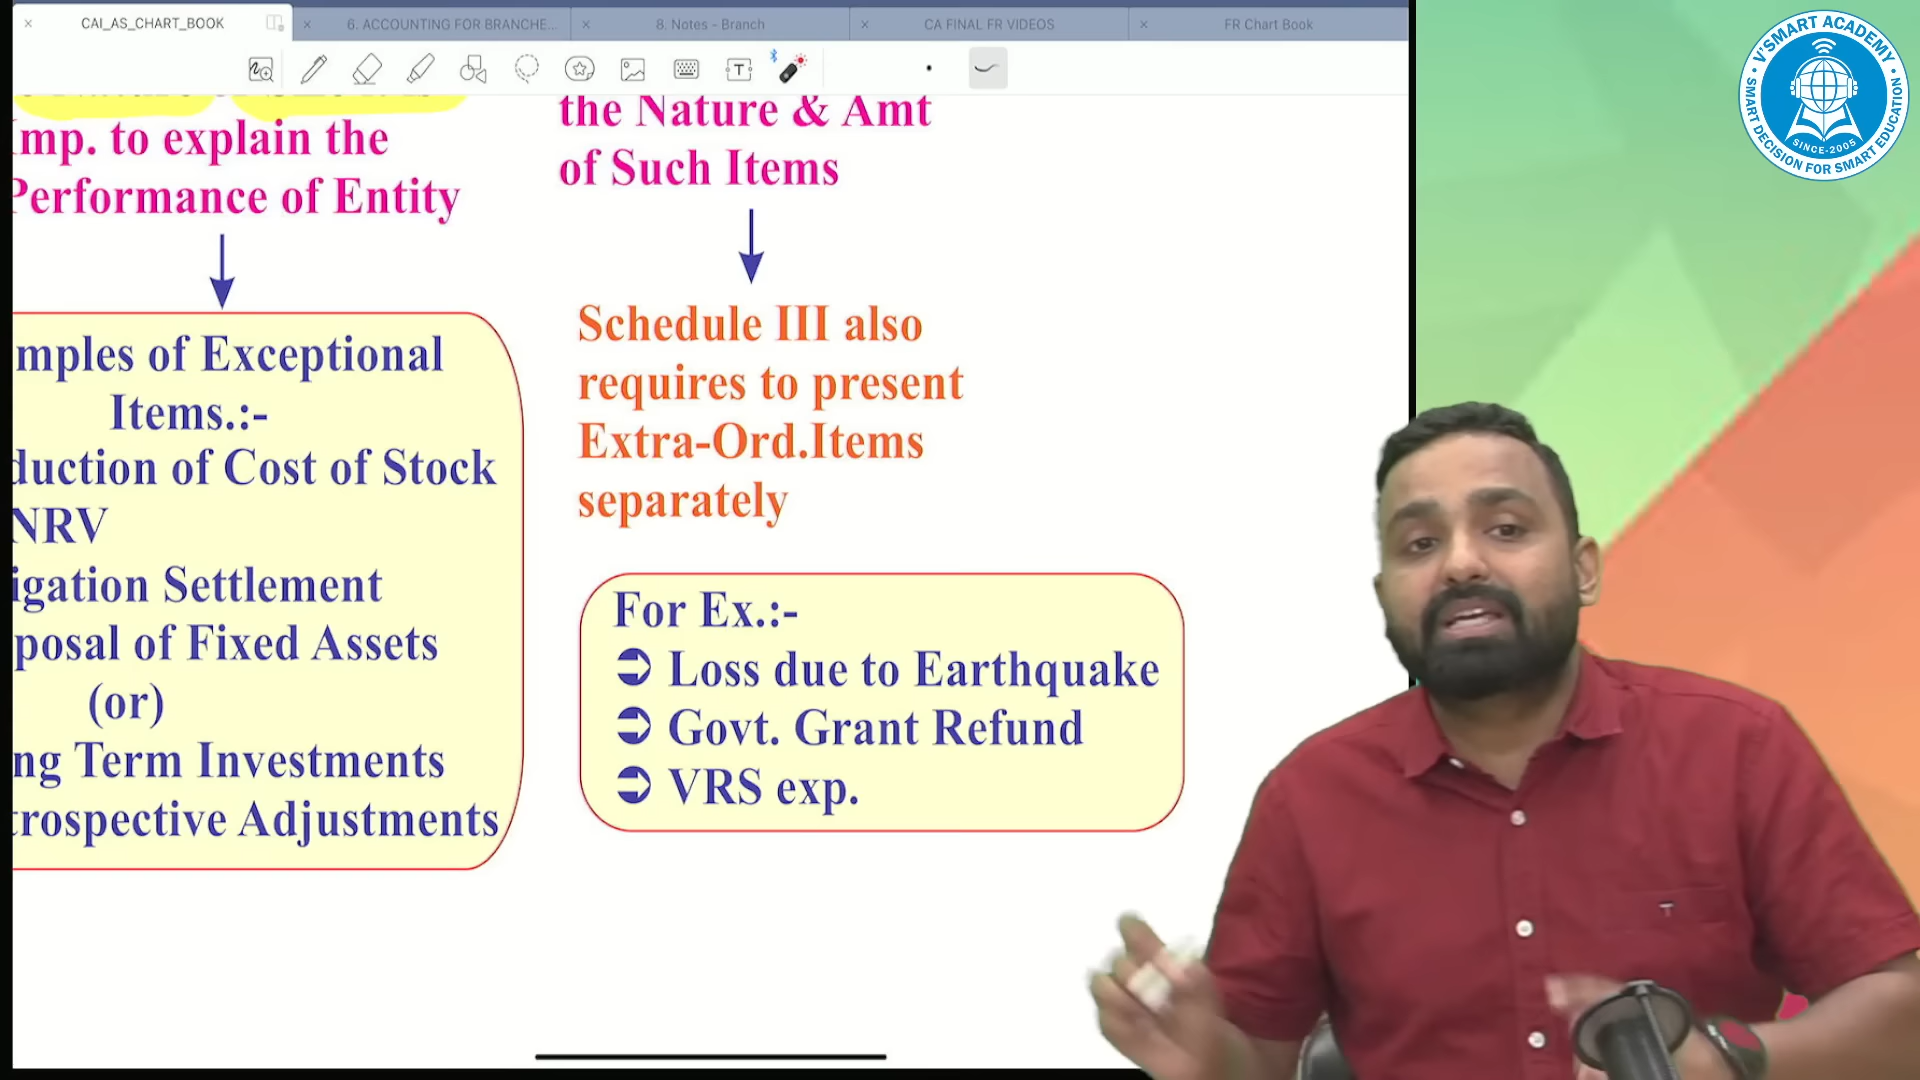 CAI_AS_CHART_BOOK
6. ACCOUNTING FOR BRANCHE...
8. Notes - Branch
CA FINAL FR VIDEOS
FR Chart Book
Imp. to explain the
Performance of Entity
mples of Exceptional
Items.:-
duction of Cost of Stock
NRV
igation Settlement
posal of Fixed Assets
(or)
ng Term Investments
trospective Adjustments
the Nature & Amt
of Such Items
Schedule III also
requires to present
Extra-Ord.Items
separately
For Ex.:-
➲ Loss due to Earthquake
➲ Govt. Grant Refund
➲ VRS exp.
V'SMART ACADEMY
SINCE-2005
SMART DECISION FOR SMART EDUCATION